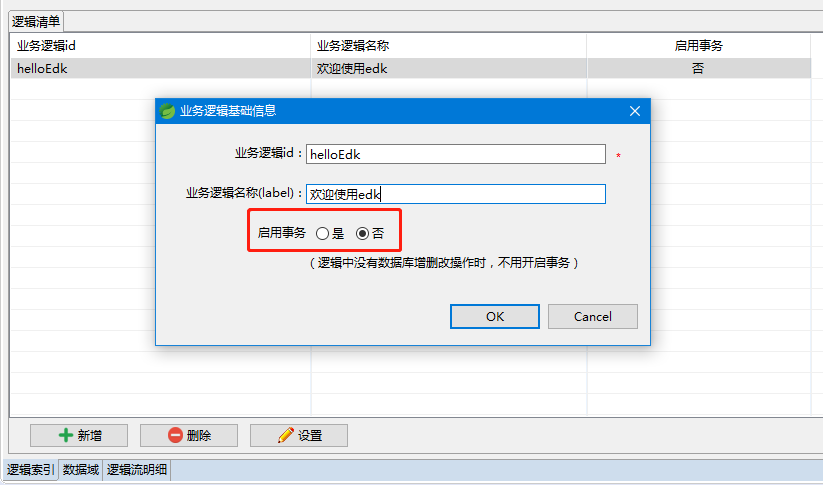 逻辑清单
业务逻辑id 业务逻辑名称 启用事务
helloEdk 欢迎使用edk 否
业务逻辑基础信息
业务逻辑id： helloEdk *
业务逻辑名称(label)： 欢迎使用edk
启用事务 是 否
（逻辑中没有数据库增删改操作时，不用开启事务）
OK Cancel
新增 删除 设置
逻辑索引 数据域 逻辑流明细